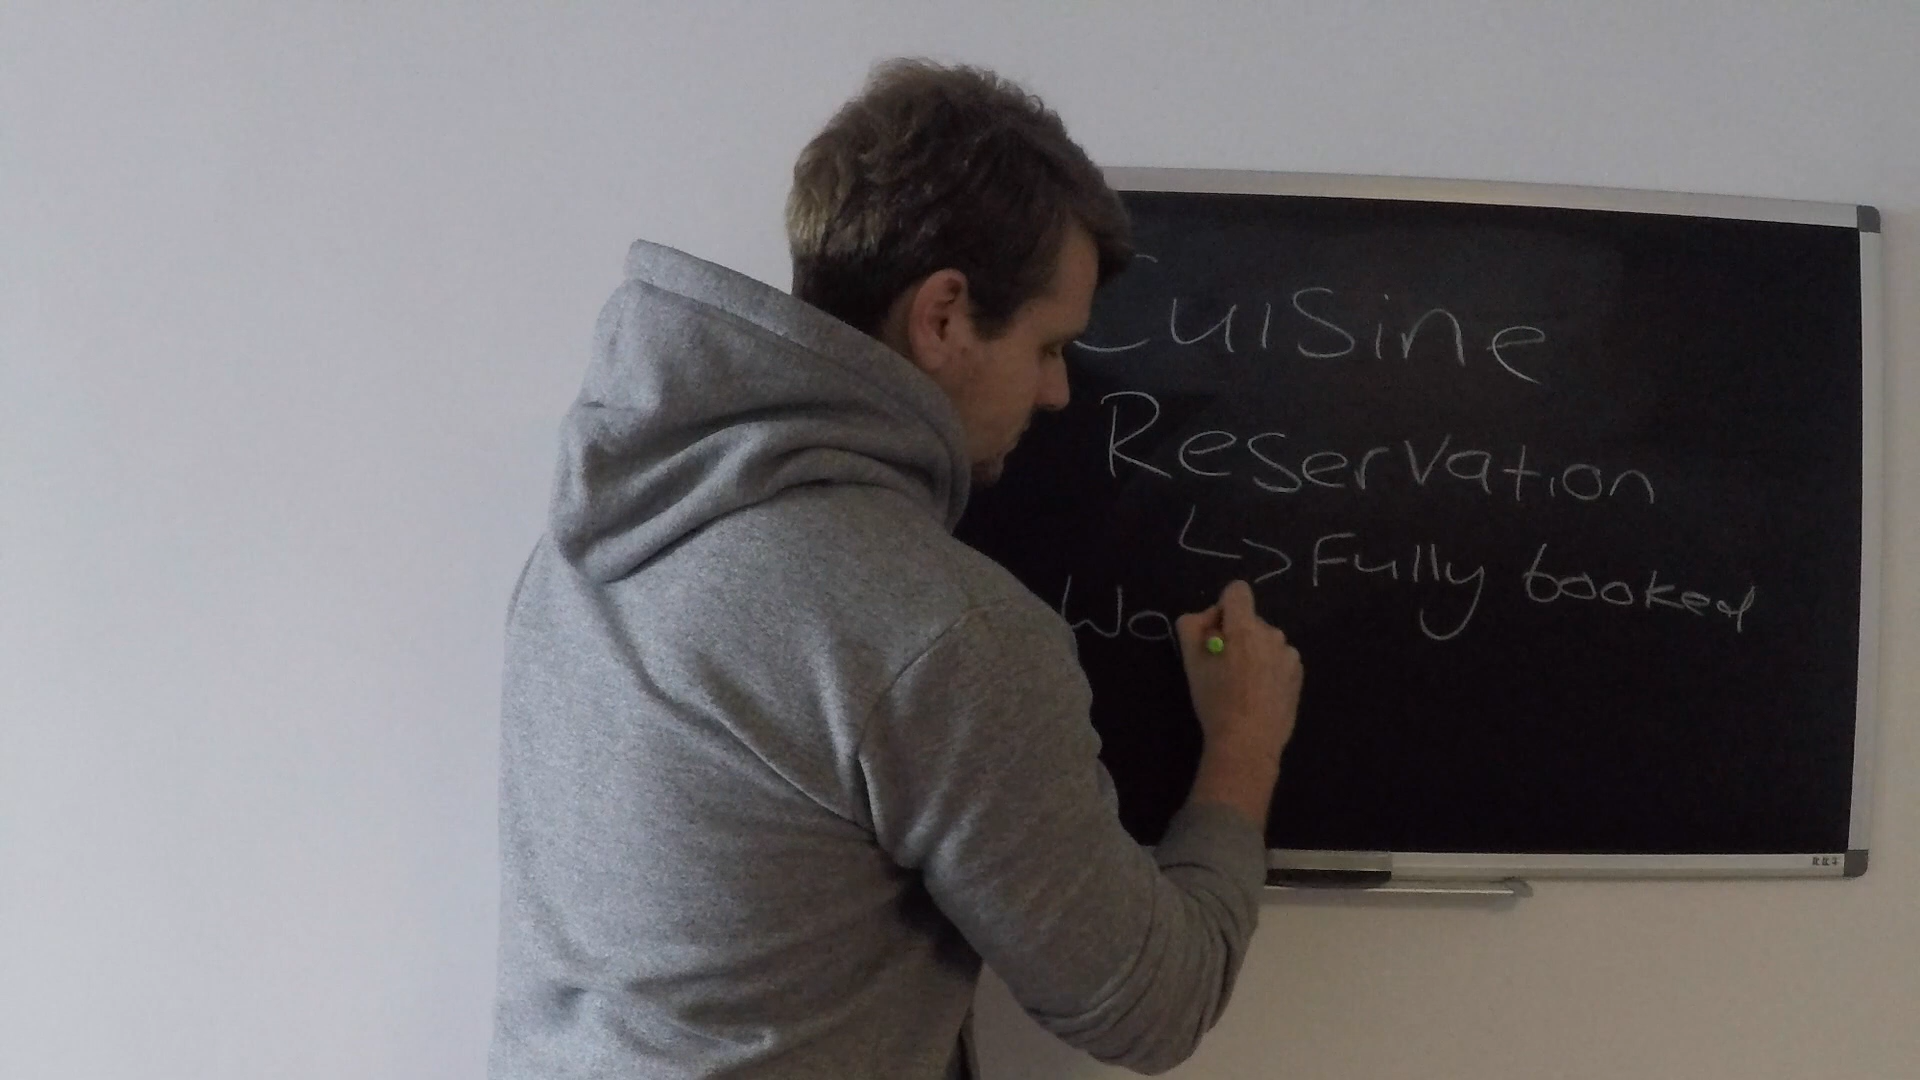 Cuisine
Reservation
↳ Fully booked
Wa